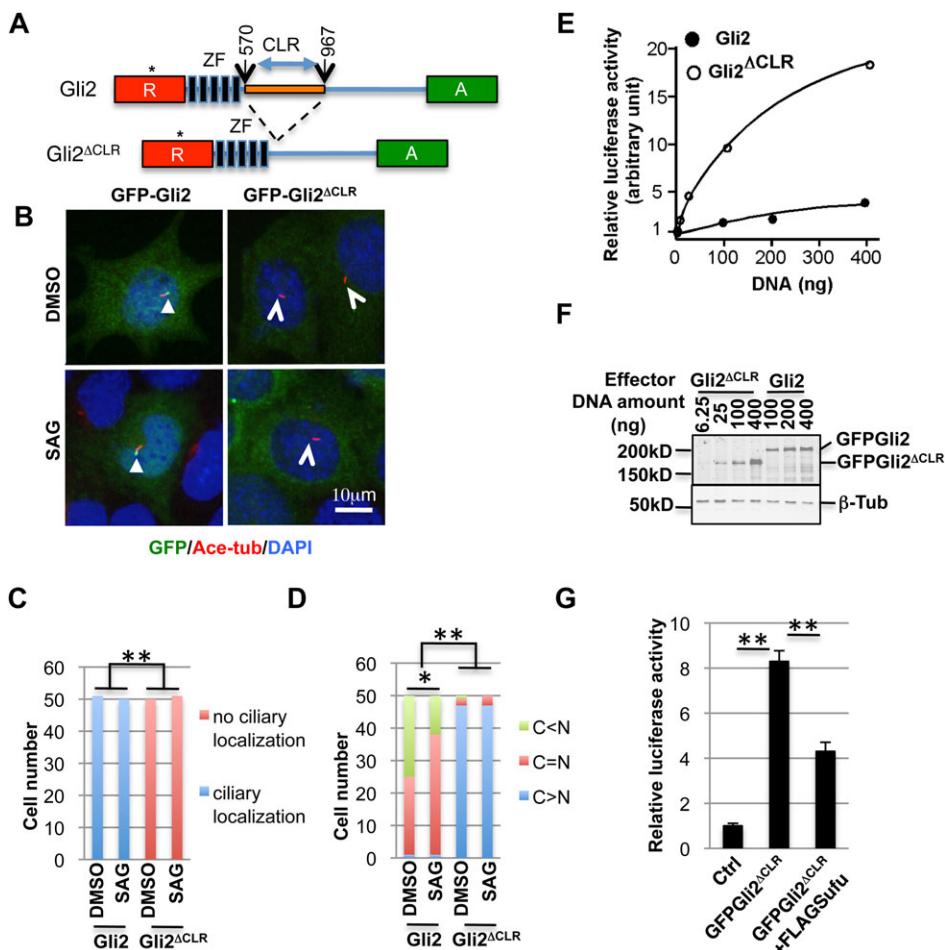 A
570
CLR
967
ZF
*
Gli2
R
A
ZF
*
Gli2ΔCLR
R
A
GFP-Gli2
GFP-Gli2ΔCLR
B
DMSO
SAG
10μm
GFP/Ace-tub/DAPI
C
**
60
50
40
30
20
10
0
Cell number
no ciliary
localization
ciliary
localization
DMSO
SAG
DMSO
SAG
Gli2
Gli2ΔCLR
D
**
*
60
50
40
30
20
10
0
Cell number
C<N
C=N
C>N
DMSO
SAG
DMSO
SAG
Gli2
Gli2ΔCLR
E
Gli2
Gli2ΔCLR
Relative luciferase activity
(arbitrary unit)
20
15
10
5
1
0 100 200 300 400
DNA (ng)
F
Effector
DNA amount
(ng)
Gli2ΔCLR
Gli2
6.25
25
100
400
100
200
400
200kD
150kD
50kD
GFPGli2
GFPGli2ΔCLR
β-Tub
G
** **
Relative luciferase activity
10
8
6
4
2
0
Ctrl
GFPGli2ΔCLR
GFPGli2ΔCLR
+FLAGSufu